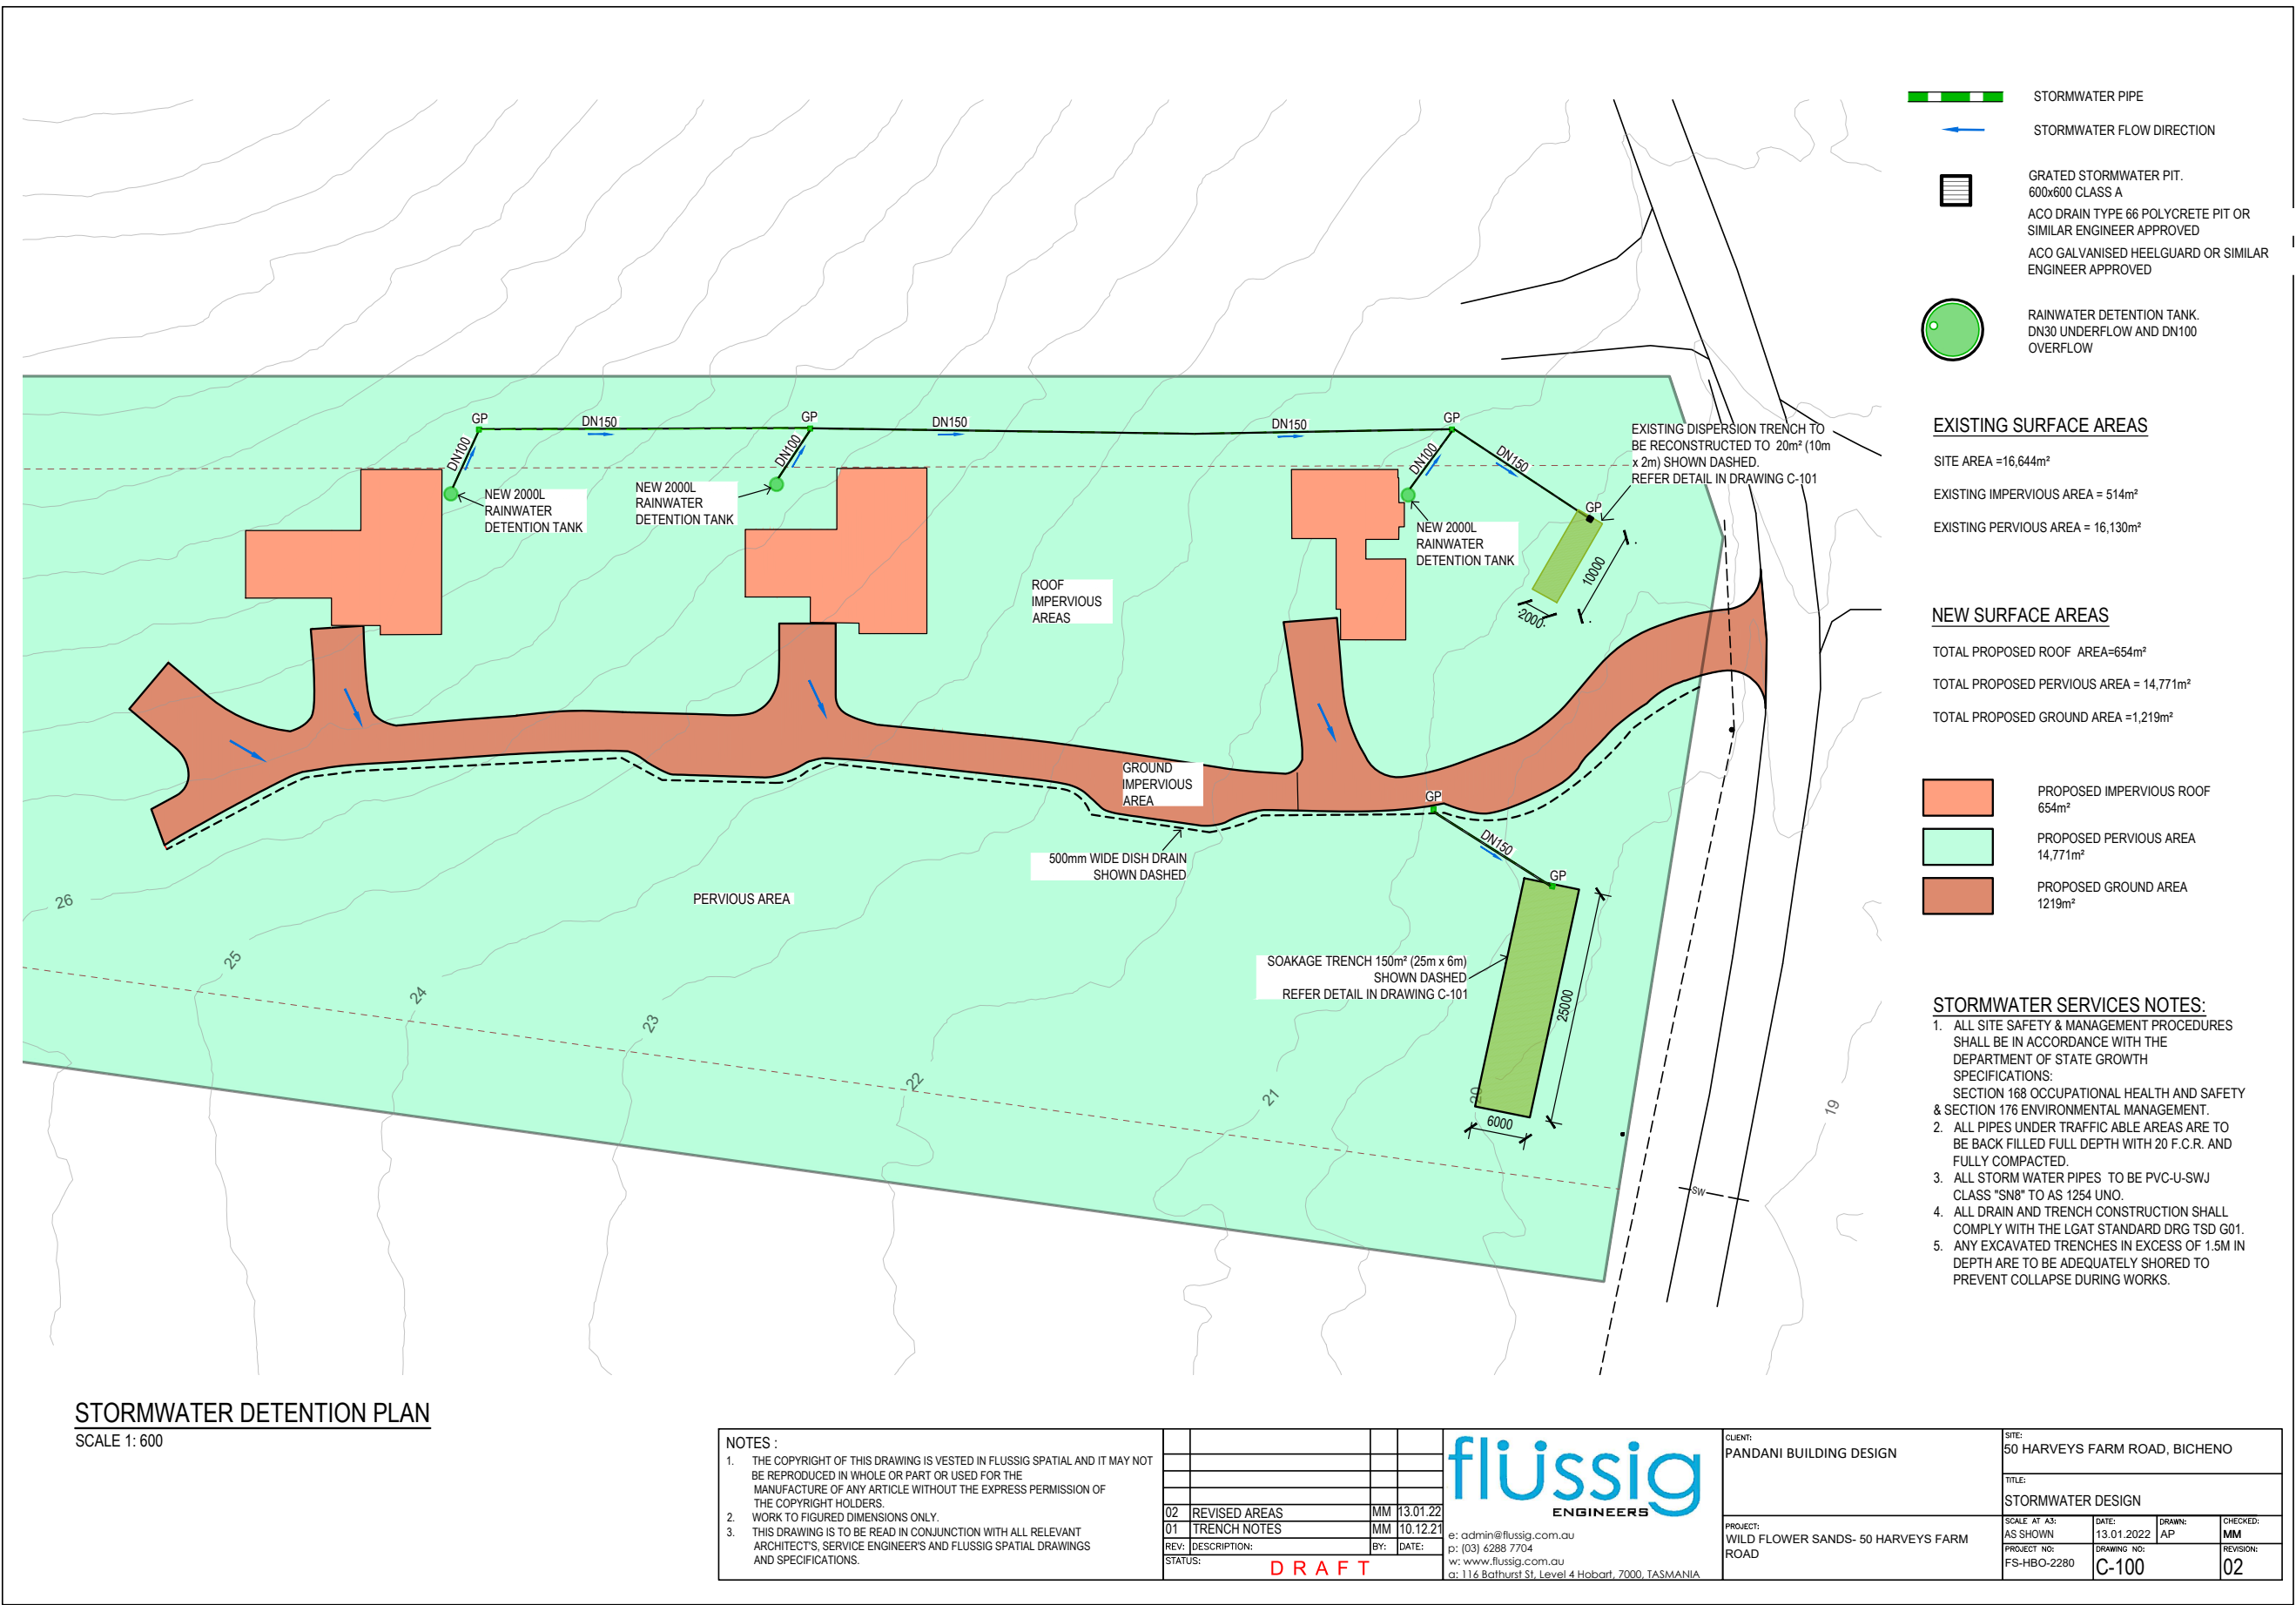 STORMWATER PIPE
STORMWATER FLOW DIRECTION
GRATED STORMWATER PIT.
600x600 CLASS A
ACO DRAIN TYPE 66 POLYCRETE PIT OR
SIMILAR ENGINEER APPROVED
ACO GALVANISED HEELGUARD OR SIMILAR
ENGINEER APPROVED
RAINWATER DETENTION TANK.
DN30 UNDERFLOW AND DN100
OVERFLOW
EXISTING SURFACE AREAS
SITE AREA =16,644m²
EXISTING IMPERVIOUS AREA = 514m²
EXISTING PERVIOUS AREA = 16,130m²
NEW SURFACE AREAS
TOTAL PROPOSED ROOF AREA=654m²
TOTAL PROPOSED PERVIOUS AREA = 14,771m²
TOTAL PROPOSED GROUND AREA =1,219m²
PROPOSED IMPERVIOUS ROOF
654m²
PROPOSED PERVIOUS AREA
14,771m²
PROPOSED GROUND AREA
1219m²
STORMWATER SERVICES NOTES:
1. ALL SITE SAFETY & MANAGEMENT PROCEDURES
SHALL BE IN ACCORDANCE WITH THE
DEPARTMENT OF STATE GROWTH
SPECIFICATIONS:
SECTION 168 OCCUPATIONAL HEALTH AND SAFETY
& SECTION 176 ENVIRONMENTAL MANAGEMENT.
2. ALL PIPES UNDER TRAFFIC ABLE AREAS ARE TO
BE BACK FILLED FULL DEPTH WITH 20 F.C.R. AND
FULLY COMPACTED.
3. ALL STORM WATER PIPES TO BE PVC-U-SWJ
CLASS "SN8" TO AS 1254 UNO.
4. ALL DRAIN AND TRENCH CONSTRUCTION SHALL
COMPLY WITH THE LGAT STANDARD DRG TSD G01.
5. ANY EXCAVATED TRENCHES IN EXCESS OF 1.5M IN
DEPTH ARE TO BE ADEQUATELY SHORED TO
PREVENT COLLAPSE DURING WORKS.
GP
DN150
GP
DN150
DN150
GP
DN100
DN100
DN100
DN150
EXISTING DISPERSION TRENCH TO
BE RECONSTRUCTED TO 20m² (10m
x 2m) SHOWN DASHED.
REFER DETAIL IN DRAWING C-101
NEW 2000L
RAINWATER
DETENTION TANK
NEW 2000L
RAINWATER
DETENTION TANK
NEW 2000L
RAINWATER
DETENTION TANK
GP
10000
2000
ROOF
IMPERVIOUS
AREAS
GROUND
IMPERVIOUS
AREA
GP
DN150
GP
500mm WIDE DISH DRAIN
SHOWN DASHED
PERVIOUS AREA
SOAKAGE TRENCH 150m² (25m x 6m)
SHOWN DASHED
REFER DETAIL IN DRAWING C-101
25000
6000
26
25
24
23
22
21
20
19
SW
STORMWATER DETENTION PLAN
SCALE 1: 600
NOTES :
1. THE COPYRIGHT OF THIS DRAWING IS VESTED IN FLUSSIG SPATIAL AND IT MAY NOT
BE REPRODUCED IN WHOLE OR PART OR USED FOR THE
MANUFACTURE OF ANY ARTICLE WITHOUT THE EXPRESS PERMISSION OF
THE COPYRIGHT HOLDERS.
2. WORK TO FIGURED DIMENSIONS ONLY.
3. THIS DRAWING IS TO BE READ IN CONJUNCTION WITH ALL RELEVANT
ARCHITECT'S, SERVICE ENGINEER'S AND FLUSSIG SPATIAL DRAWINGS
AND SPECIFICATIONS.
02 REVISED AREAS MM 13.01.22
01 TRENCH NOTES MM 10.12.21
REV: DESCRIPTION: BY: DATE:
STATUS:
DRAFT
flüssig
ENGINEERS
e: admin@flussig.com.au
p: (03) 6288 7704
w: www.flussig.com.au
a: 116 Bathurst St, Level 4 Hobart, 7000, TASMANIA
CLIENT:
PANDANI BUILDING DESIGN
PROJECT:
WILD FLOWER SANDS- 50 HARVEYS FARM
ROAD
SITE:
50 HARVEYS FARM ROAD, BICHENO
TITLE:
STORMWATER DESIGN
SCALE AT A3: DATE: DRAWN: CHECKED:
AS SHOWN 13.01.2022 AP MM
PROJECT NO: DRAWING NO: REVISION:
FS-HBO-2280 C-100 02